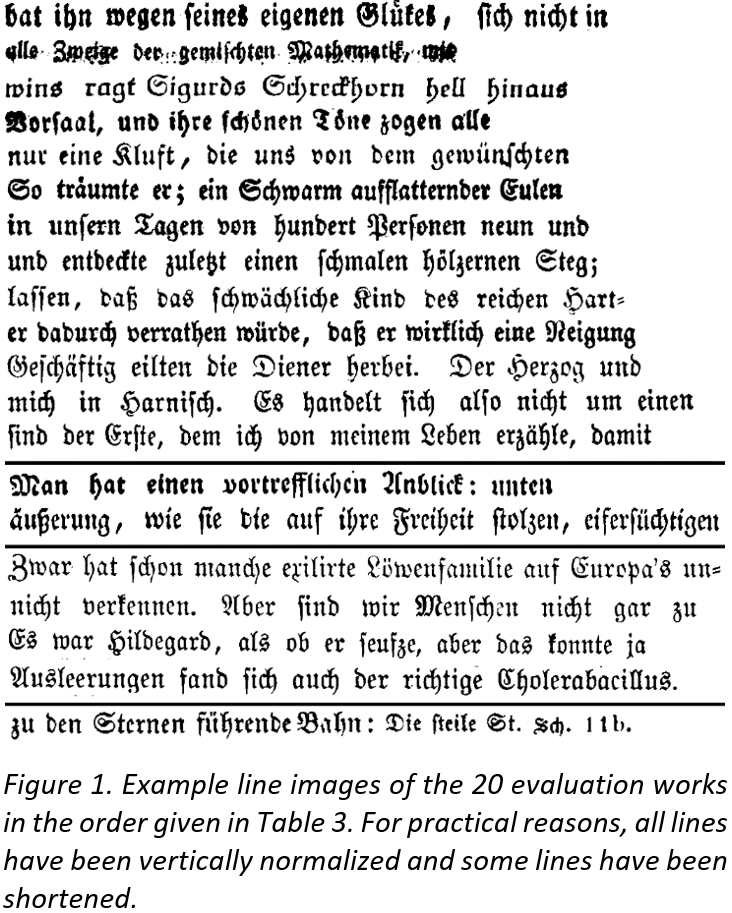 bat ihn wegen ſeines eigenen Glükes, ſich nicht in
alle Zweige der gemiſchten Mathematik, wie
wins ragt Sigurds Schreckhorn hell hinaus
Vorſaal, und ihre ſchönen Töne zogen alle
nur eine Kluft, die uns von dem gewünſchten
So träumte er; ein Schwarm aufflatternder Eulen
in unſern Tagen von hundert Perſonen neun und
und entdeckte zuletzt einen ſchmalen hölzernen Steg;
laſſen, daß das ſchwächliche Kind des reichen Hart⸗
er dadurch verrathen würde, daß er wirklich eine Neigung
Geſchäftig eilten die Diener herbei. Der Herzog und
mich in Harniſch. Es handelt ſich alſo nicht um einen
ſind der Erſte, dem ich von meinem Leben erzähle, damit
Man hat einen vortrefflichen Anblick: unten
äußerung, wie ſie die auf ihre Freiheit ſtolzen, eiferſüchtigen
Zwar hat ſchon manche exilirte Löwenfamilie auf Europa's un⸗
nicht verkennen. Aber ſind wir Menſchen nicht gar zu
Es war Hildegard, als ob er ſeufze, aber das konnte ja
Ausleerungen fand ſich auch der richtige Cholerabacillus.
zu den Sternen führende Bahn: Die ſteile St. Sch. 11b.
Figure 1. Example line images of the 20 evaluation works
in the order given in Table 3. For practical reasons, all lines
have been vertically normalized and some lines have been
shortened.